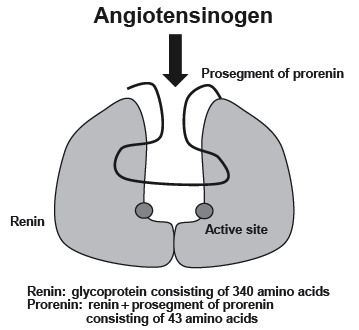 Angiotensinogen
Prosegment of prorenin
Renin
Active site
Renin: glycoprotein consisting of 340 amino acids
Prorenin: renin + prosegment of prorenin
consisting of 43 amino acids